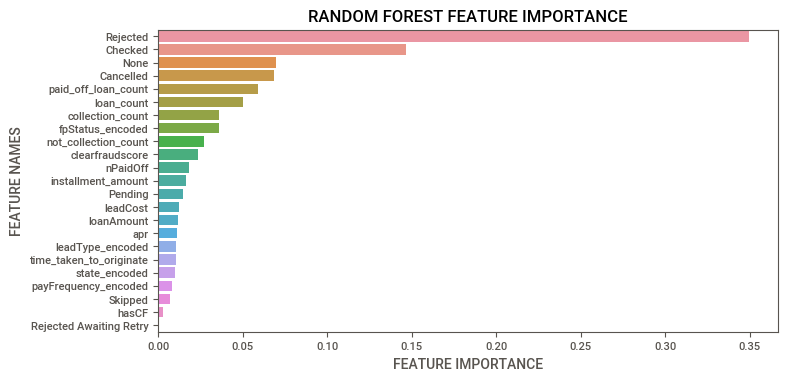 RANDOM FOREST FEATURE IMPORTANCE
FEATURE NAMES
Rejected
Checked
None
Cancelled
paid_off_loan_count
loan_count
collection_count
fpStatus_encoded
not_collection_count
clearfraudscore
nPaidOff
installment_amount
Pending
leadCost
loanAmount
apr
leadType_encoded
time_taken_to_originate
state_encoded
payFrequency_encoded
Skipped
hasCF
Rejected Awaiting Retry
0.00 0.05 0.10 0.15 0.20 0.25 0.30 0.35
FEATURE IMPORTANCE